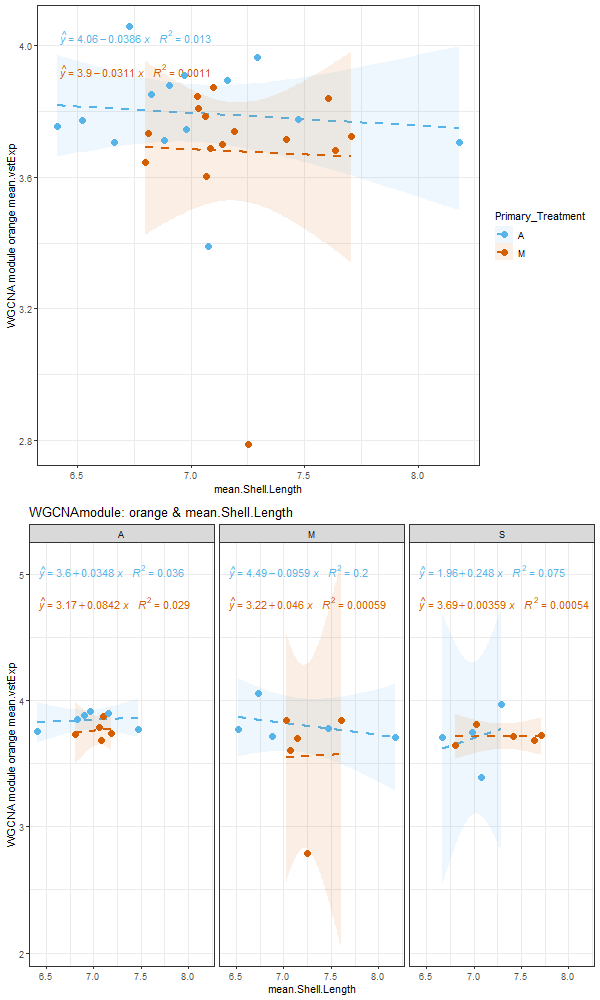 ŷ = 4.06 − 0.0386 x   R² = 0.013
ŷ = 3.9 − 0.0311 x   R² = 0.0011
4.0
3.6
3.2
2.8
WGCNA module orange mean.vstExp
6.5 7.0 7.5 8.0
mean.Shell.Length
Primary_Treatment
A
M
WGCNAmodule: orange & mean.Shell.Length
A M S
ŷ = 3.6 + 0.0348 x   R² = 0.036
ŷ = 3.17 + 0.0842 x   R² = 0.029
ŷ = 4.49 − 0.0959 x   R² = 0.2
ŷ = 3.22 + 0.046 x   R² = 0.00059
ŷ = 1.96 + 0.248 x   R² = 0.075
ŷ = 3.69 + 0.00359 x   R² = 0.00054
5
4
3
2
WGCNA module orange mean.vstExp
6.5 7.0 7.5 8.0 6.5 7.0 7.5 8.0 6.5 7.0 7.5 8.0
mean.Shell.Length